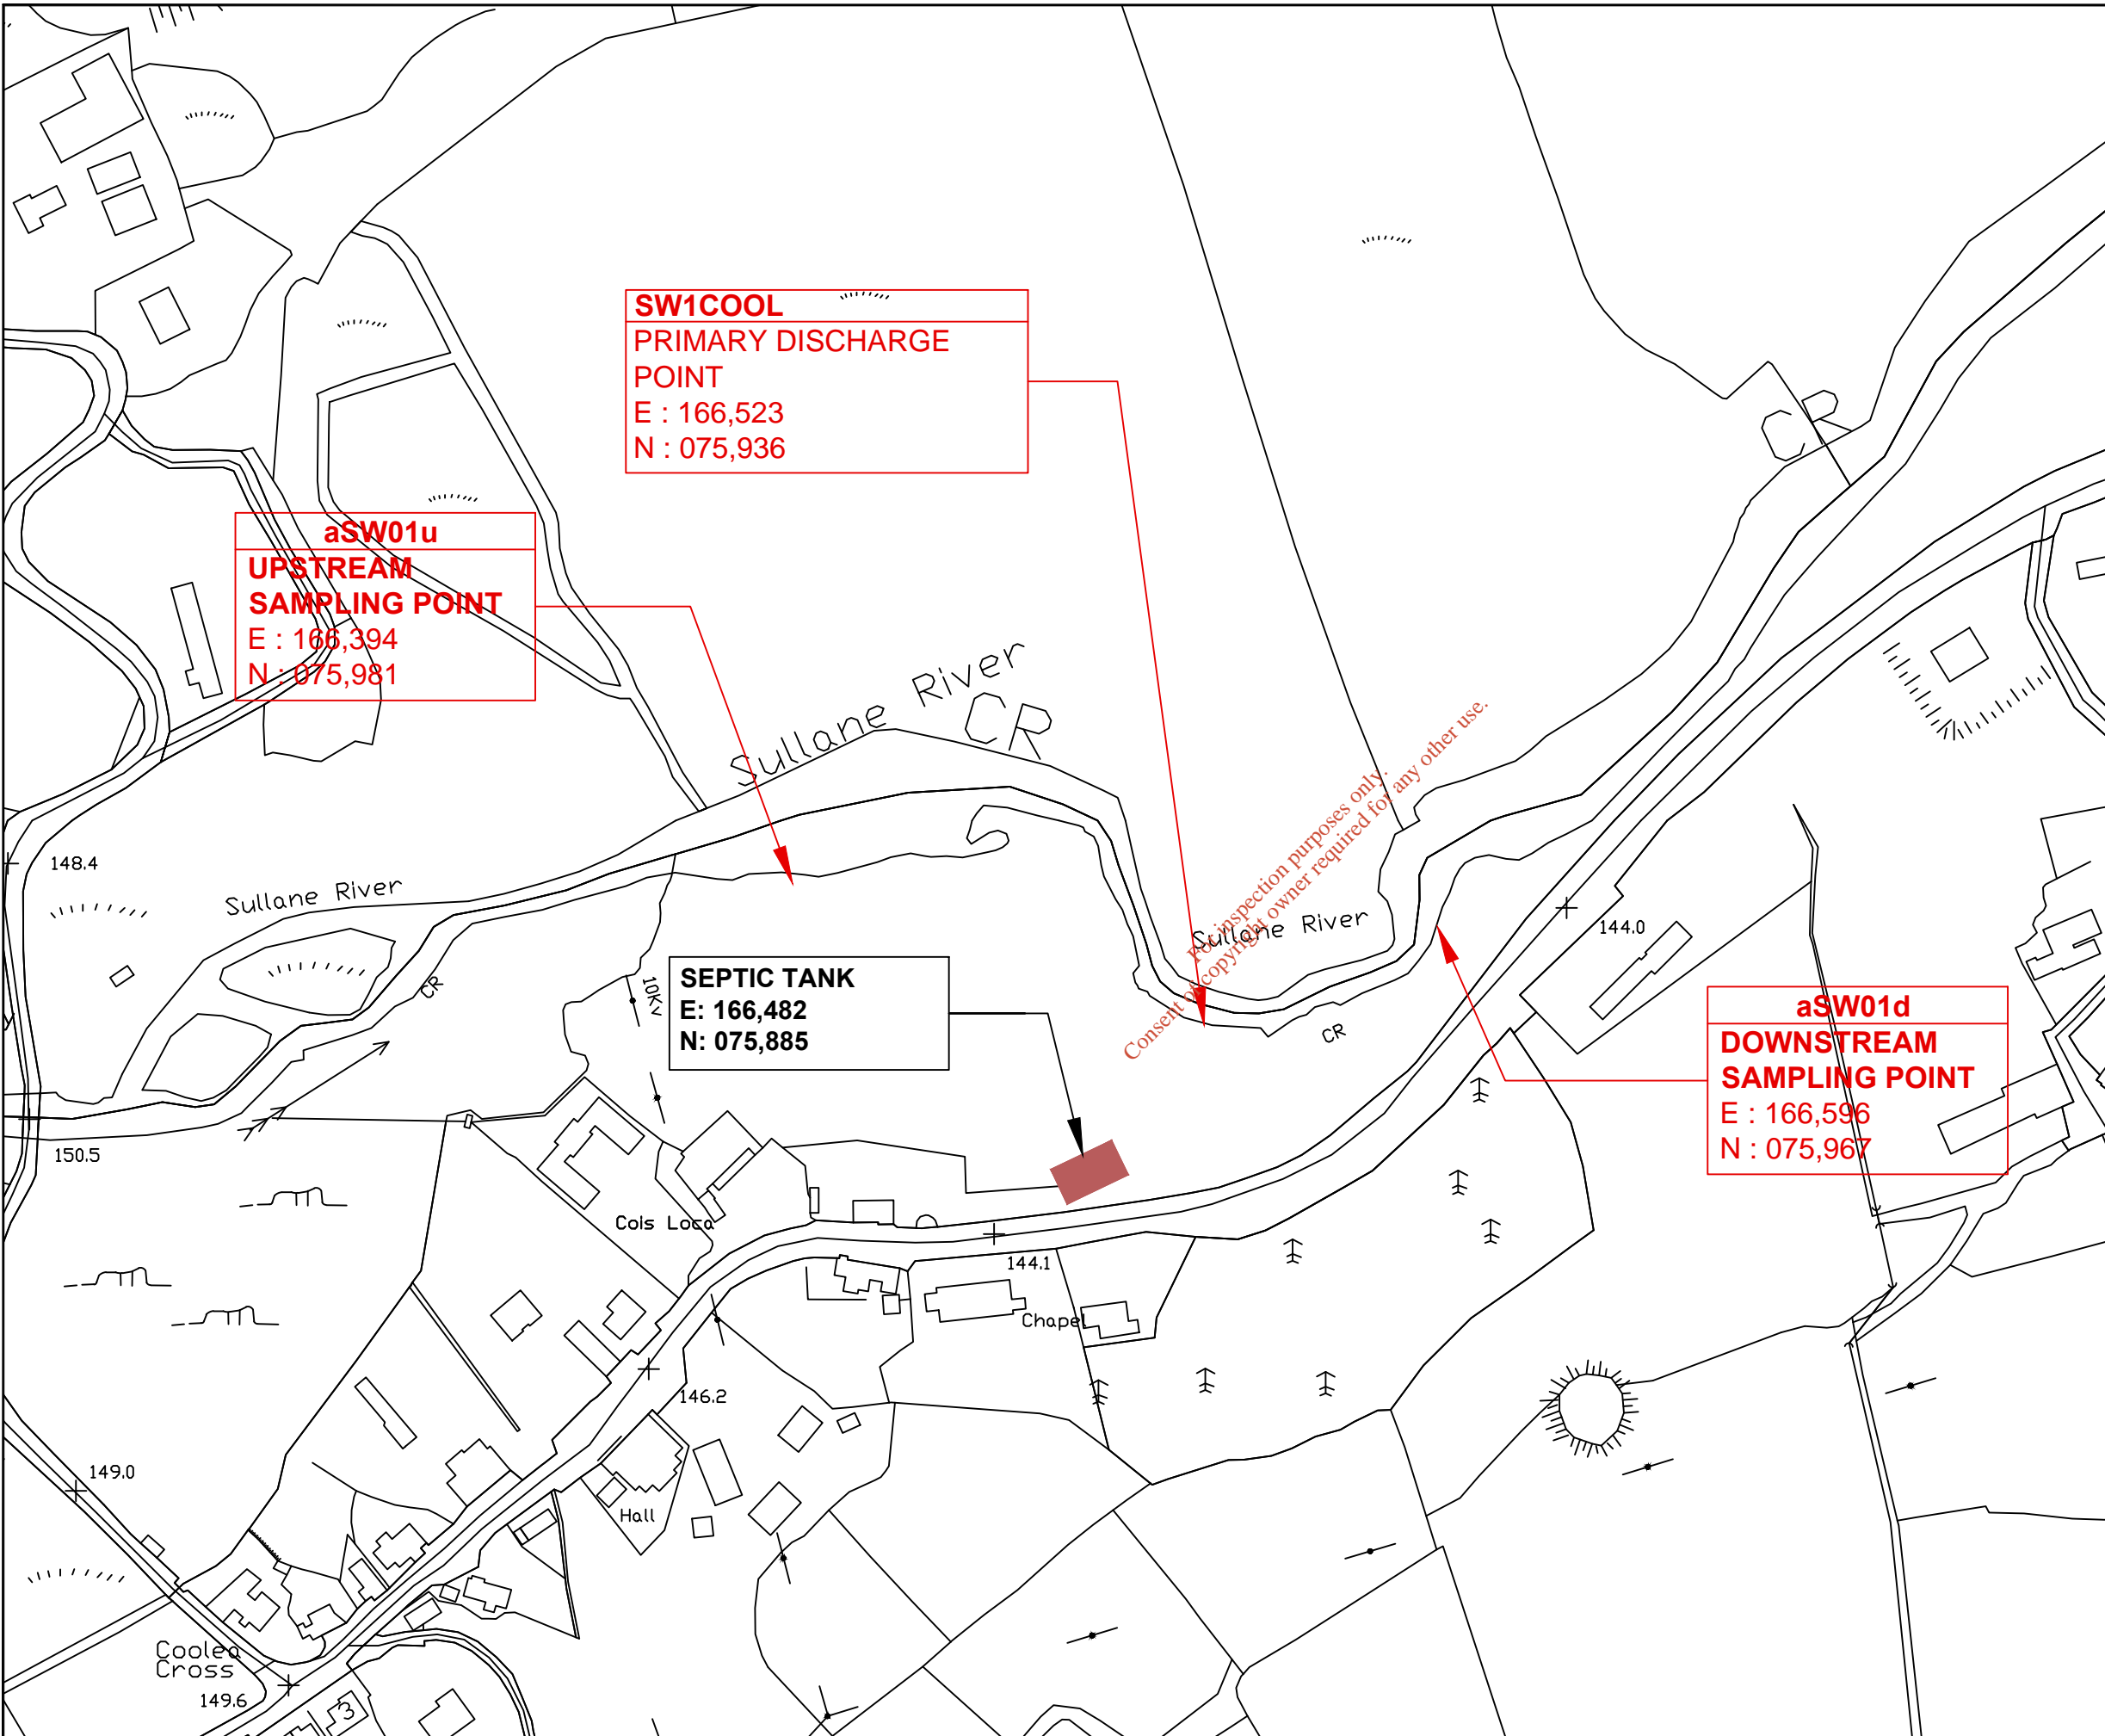 SW1COOL
PRIMARY DISCHARGE
POINT
E : 166,523
N : 075,936
CR
aSW01u
UPSTREAM
SAMPLING POINT
E : 166,394
N : 075,981
Sullane River
CR
For inspection purposes only.
Consent of copyright owner required for any other use.
148.4
Sullane River
Sullane River
144.0
CR
10Kv
SEPTIC TANK
E: 166,482
N: 075,885
CR
aSW01d
DOWNSTREAM
SAMPLING POINT
E : 166,596
N : 075,967
150.5
Cois Loca
144.1
Chapel
146.2
149.0
Hall
Coolea
Cross
149.6
3